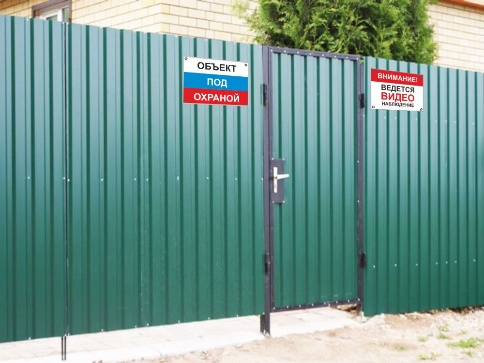 ОБЪЕКТ
ПОД
ОХРАНОЙ
ВНИМАНИЕ!
ВЕДЕТСЯ
ВИДЕО
НАБЛЮДЕНИЕ